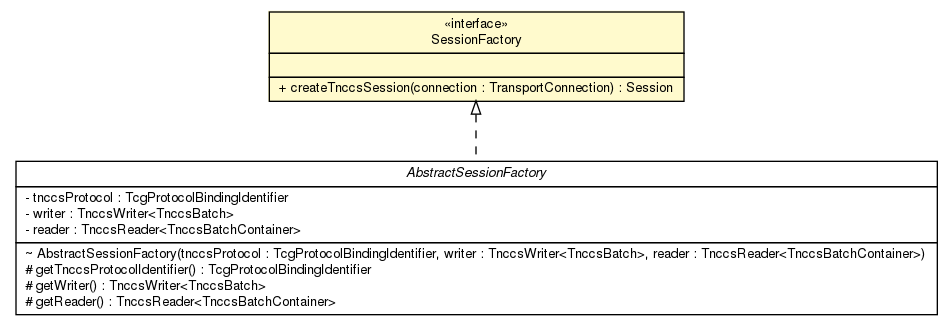 «interface»
SessionFactory
+ createTnccsSession(connection : TransportConnection) : Session
AbstractSessionFactory
- tnccsProtocol : TcgProtocolBindingIdentifier
- writer : TnccsWriter<TnccsBatch>
- reader : TnccsReader<TnccsBatchContainer>
~ AbstractSessionFactory(tnccsProtocol : TcgProtocolBindingIdentifier, writer : TnccsWriter<TnccsBatch>, reader : TnccsReader<TnccsBatchContainer>)
# getTnccsProtocolIdentifier() : TcgProtocolBindingIdentifier
# getWriter() : TnccsWriter<TnccsBatch>
# getReader() : TnccsReader<TnccsBatchContainer>